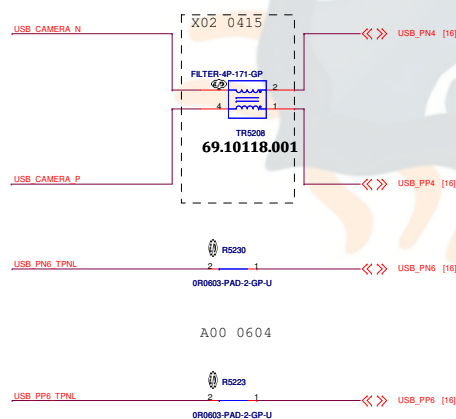 X02 0415
USB_CAMERA_N
USB_PN4 [16]
FILTER-4P-171-GP
2
4
1
TR5208
69.10118.001
USB_CAMERA_P
USB_PP4 [16]
R5230
USB_PN6_TPNL
2
1
USB_PN6 [16]
0R0603-PAD-2-GP-U
A00 0604
R5223
USB_PP6_TPNL
2
1
USB_PP6 [16]
0R0603-PAD-2-GP-U